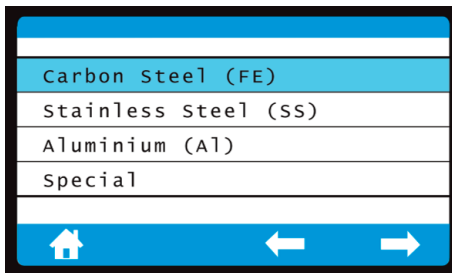 Carbon Steel (FE)
Stainless Steel (SS)
Aluminium (Al)
Special